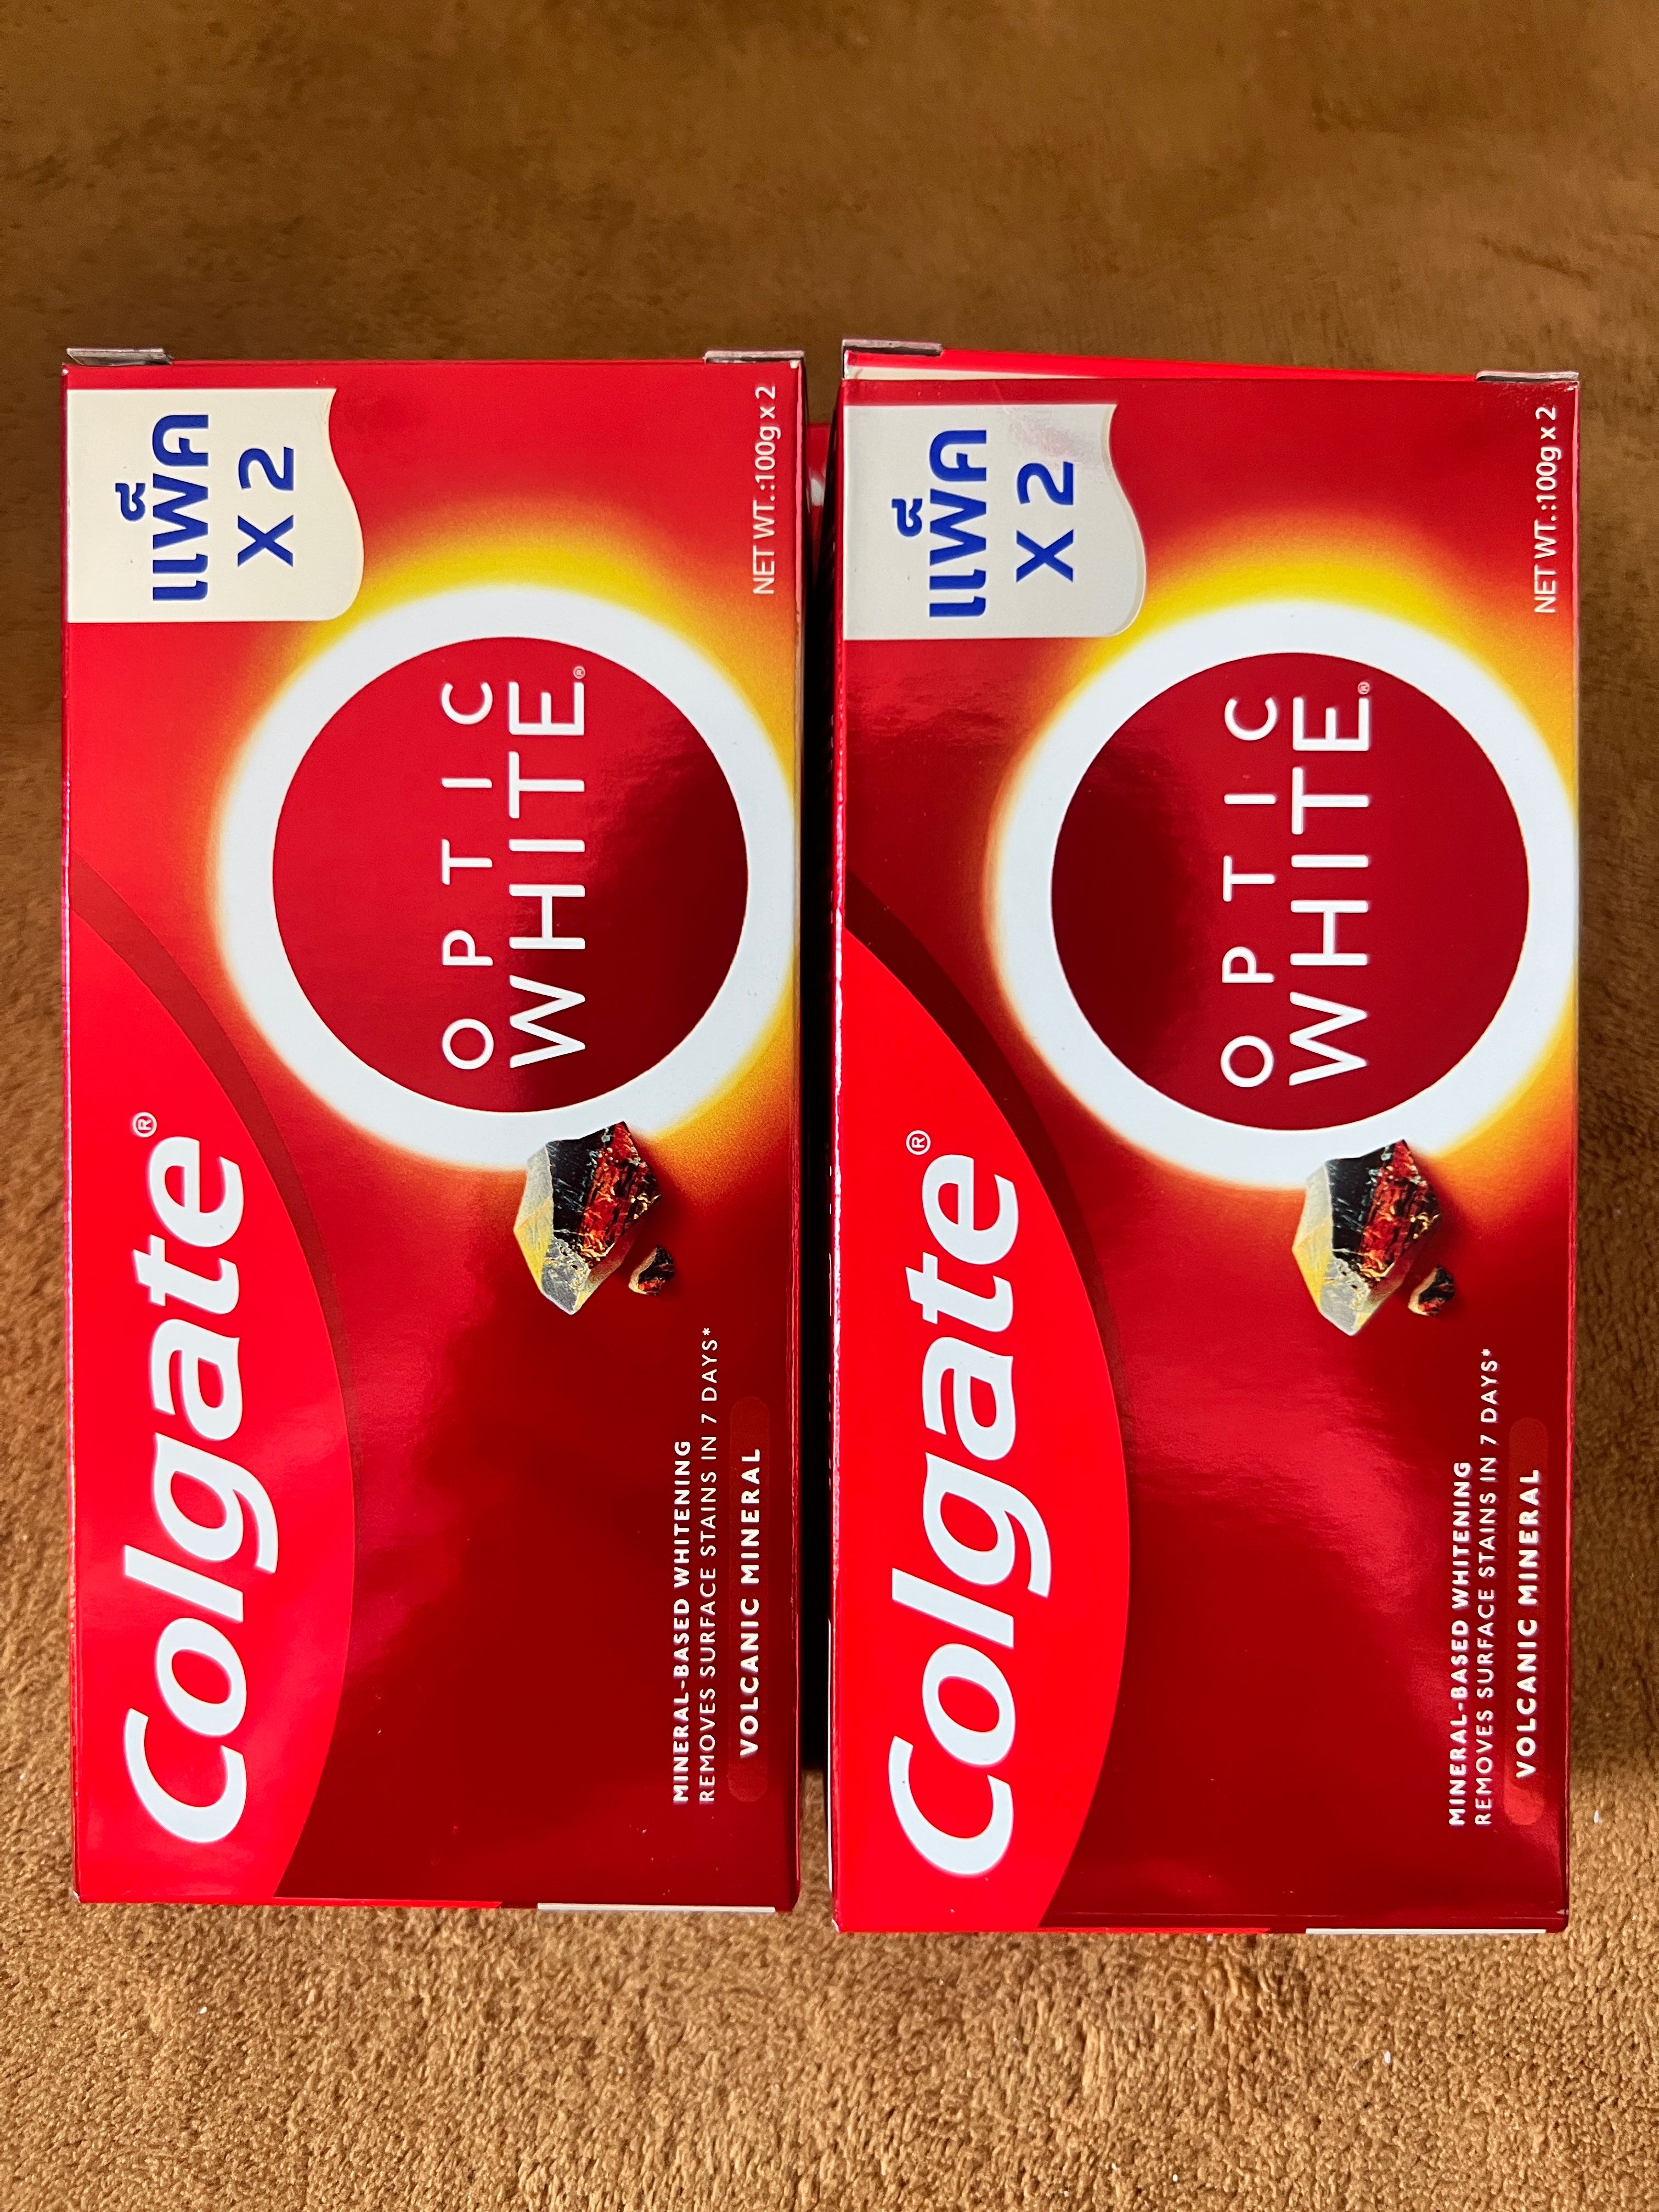 Colgate®
OPTIC
WHITE®
แพ็ค
X 2
MINERAL-BASED WHITENING
REMOVES SURFACE STAINS IN 7 DAYS*
VOLCANIC MINERAL
NET WT.:100g x 2
Colgate®
OPTIC
WHITE®
แพ็ค
X 2
MINERAL-BASED WHITENING
REMOVES SURFACE STAINS IN 7 DAYS*
VOLCANIC MINERAL
NET WT.:100g x 2